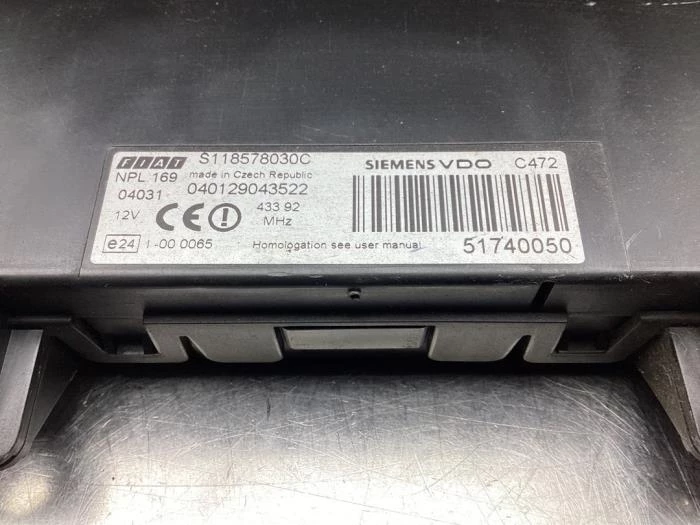 FIAT S118578030C SIEMENS VDO C472
NPL 169 made in Czech Republic
04031 040129043522
12V CE 433 92
MHz
e24 I-00 0065 Homologation see user manual 51740050